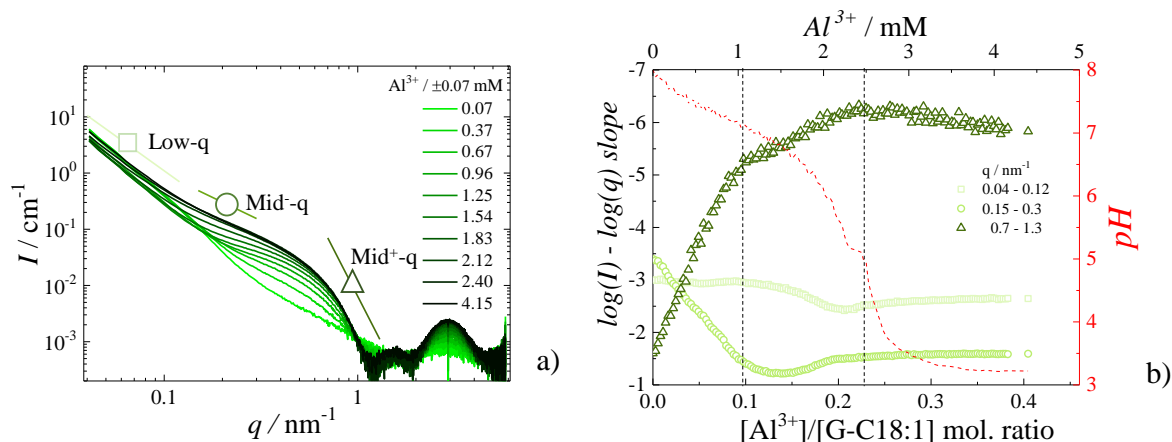 a)
Al³⁺ / ±0.07 mM
0.07
0.37
0.67
0.96
1.25
1.54
1.83
2.12
2.40
4.15
Low-q
Mid⁻-q
Mid⁺-q
10¹
10⁰
10⁻¹
10⁻²
10⁻³
I / cm⁻¹
0.1 1
q / nm⁻¹
a)
Al³⁺ / mM
0 1 2 3 4 5
-7
-6
-5
-4
-3
-2
-1
log(I) - log(q) slope
q / nm⁻¹
0.04 - 0.12
0.15 - 0.3
0.7 - 1.3
8
7
6
5
4
3
pH
0.0 0.1 0.2 0.3 0.4
[Al³⁺]/[G-C18:1] mol. ratio
b)